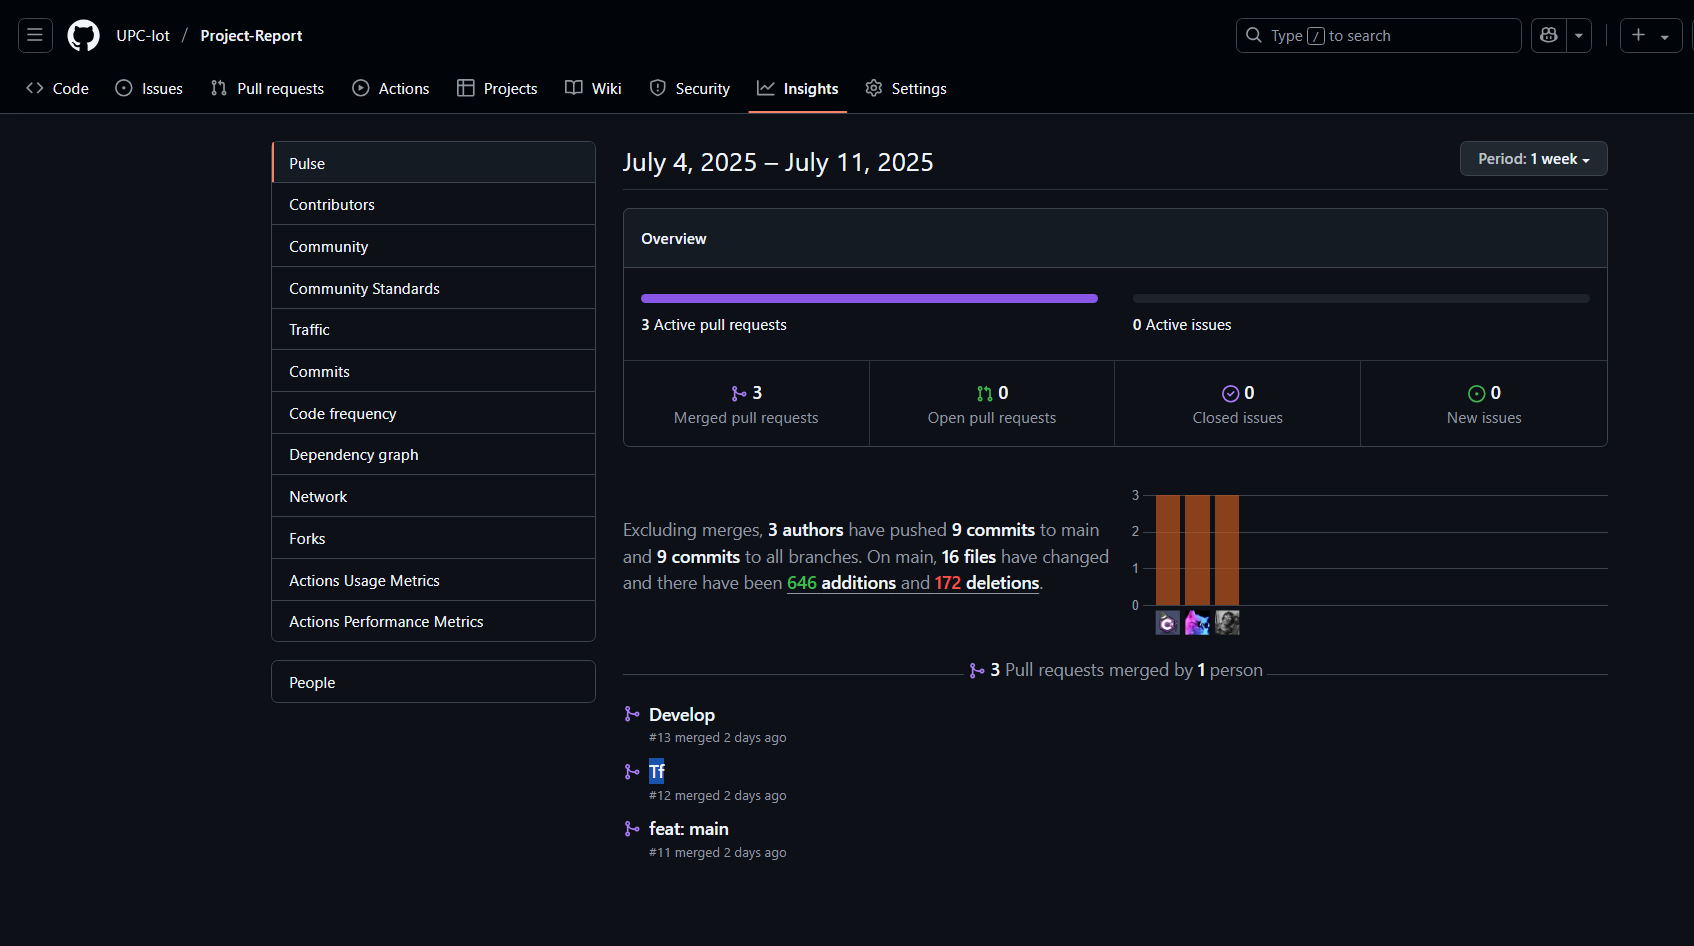 UPC-Iot / Project-Report
Type / to search
Code Issues Pull requests Actions Projects Wiki Security Insights Settings
Pulse
Contributors
Community
Community Standards
Traffic
Commits
Code frequency
Dependency graph
Network
Forks
Actions Usage Metrics
Actions Performance Metrics
People
July 4, 2025 – July 11, 2025
Period: 1 week
Overview
3 Active pull requests
0 Active issues
3
Merged pull requests
0
Open pull requests
0
Closed issues
0
New issues
Excluding merges, 3 authors have pushed 9 commits to main
and 9 commits to all branches. On main, 16 files have changed
and there have been 646 additions and 172 deletions.
3
2
1
0
3 Pull requests merged by 1 person
Develop
#13 merged 2 days ago
Tf
#12 merged 2 days ago
feat: main
#11 merged 2 days ago